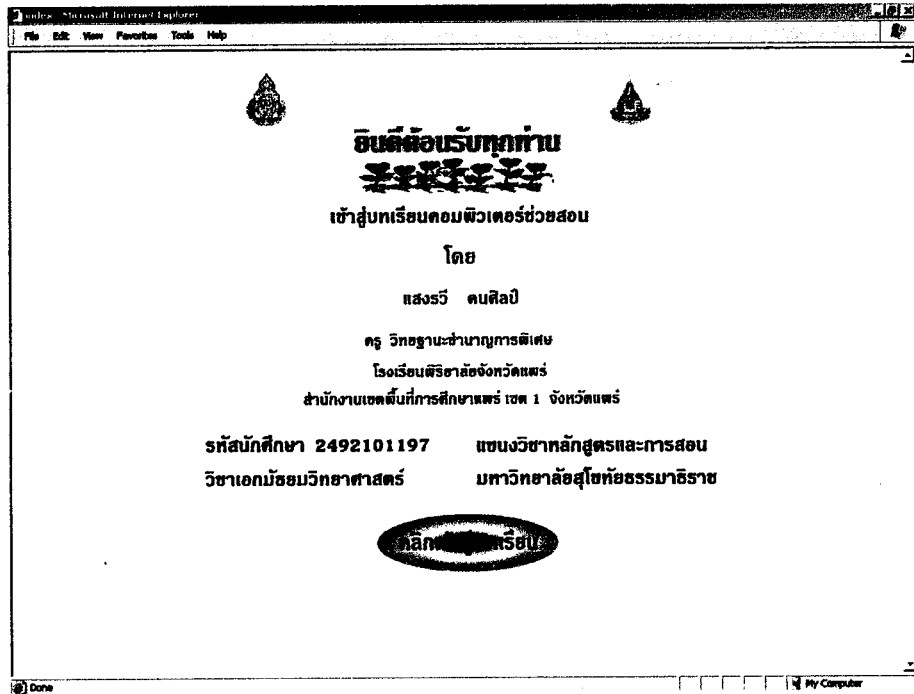 index - Microsoft Internet Explorer
File Edit View Favorites Tools Help
ยินดีต้อนรับทุกท่าน
เข้าสู่บทเรียนคอมพิวเตอร์ช่วยสอน
โดย
แสงรวี คนศิลป์
ครู วิทยฐานะชำนาญการพิเศษ
โรงเรียนพิริยาลัยจังหวัดแพร่
สำนักงานเขตพื้นที่การศึกษาแพร่ เขต 1 จังหวัดแพร่
รหัสนักศึกษา 2492101197 แขนงวิชาหลักสูตรและการสอน
วิชาเอกมัธยมวิทยาศาสตร์ มหาวิทยาลัยสุโขทัยธรรมาธิราช
Done My Computer